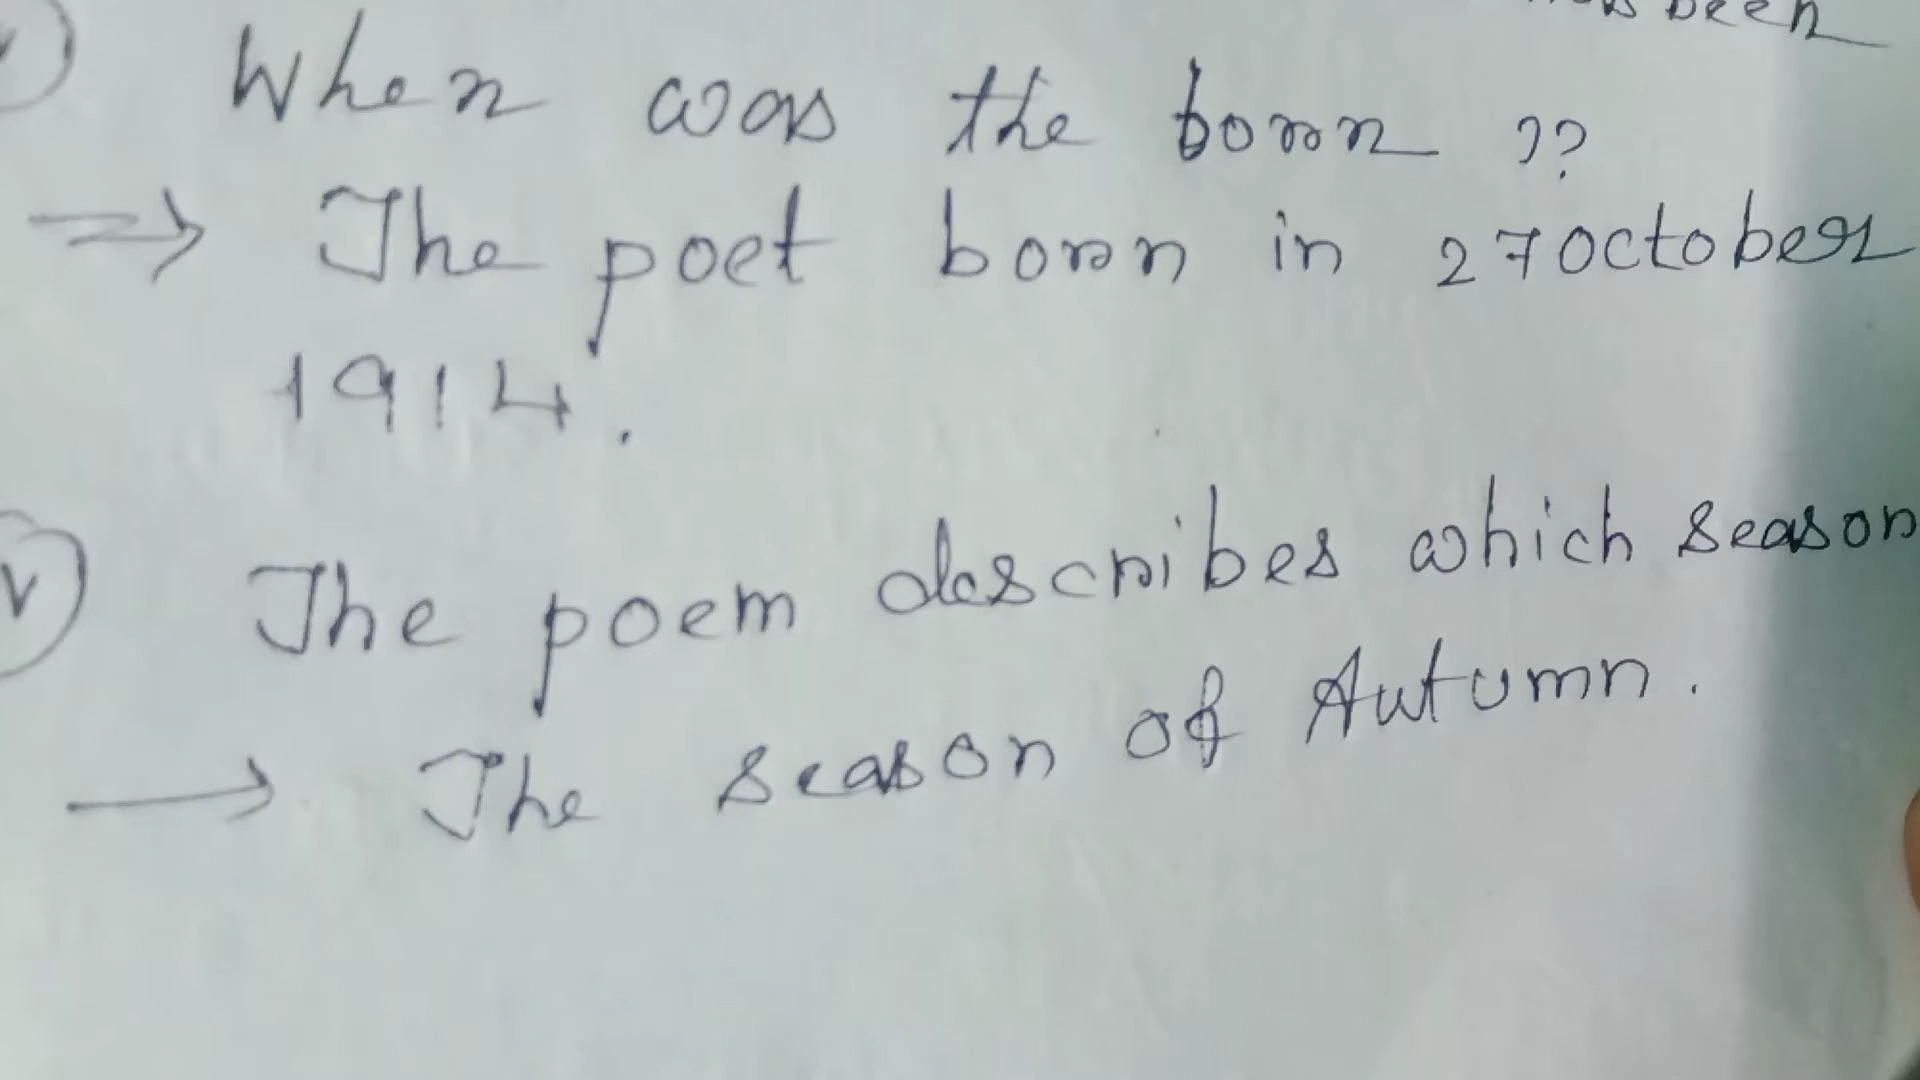 been
When was the born ??
⇒ The poet born in 27 October
1914.
V The poem describes which season
→ The season of Autumn.